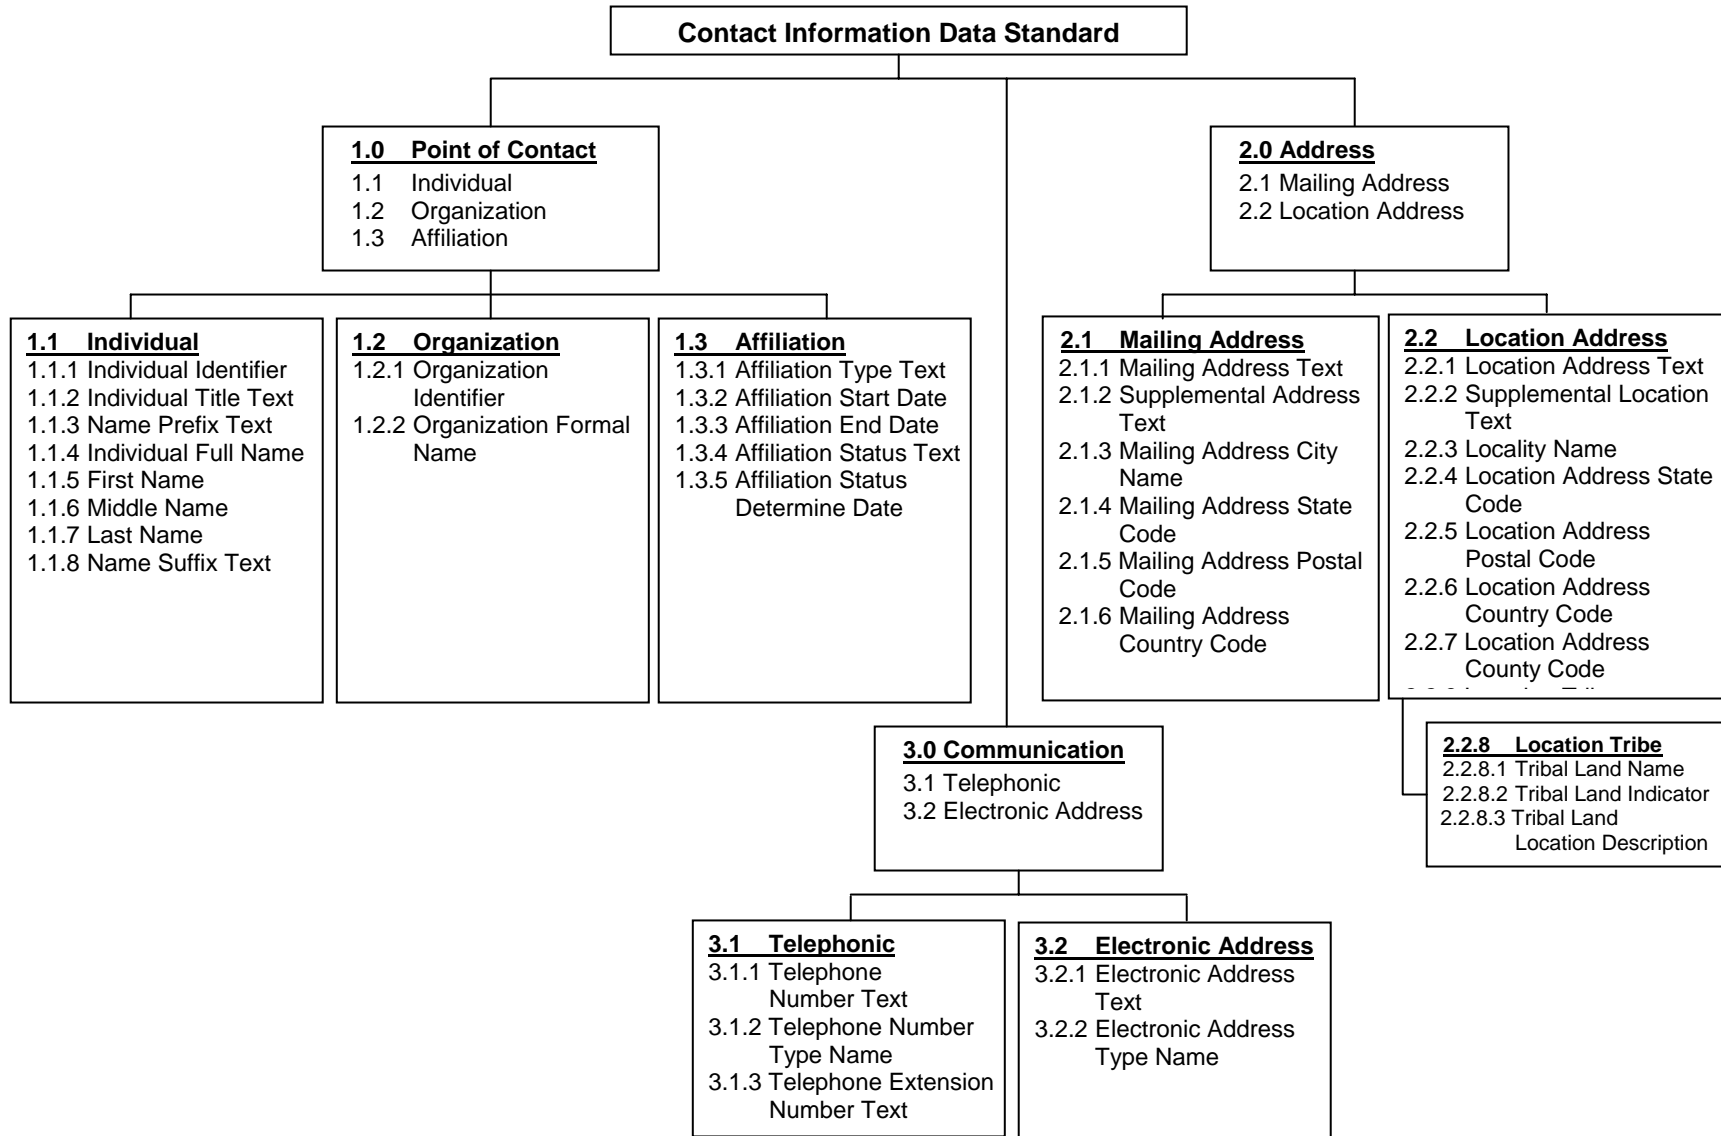 Contact Information Data Standard
1.0 Point of Contact
1.1 Individual
1.2 Organization
1.3 Affiliation
2.0 Address
2.1 Mailing Address
2.2 Location Address
1.1 Individual
1.1.1 Individual Identifier
1.1.2 Individual Title Text
1.1.3 Name Prefix Text
1.1.4 Individual Full Name
1.1.5 First Name
1.1.6 Middle Name
1.1.7 Last Name
1.1.8 Name Suffix Text
1.2 Organization
1.2.1 Organization
Identifier
1.2.2 Organization Formal
Name
1.3 Affiliation
1.3.1 Affiliation Type Text
1.3.2 Affiliation Start Date
1.3.3 Affiliation End Date
1.3.4 Affiliation Status Text
1.3.5 Affiliation Status
Determine Date
2.1 Mailing Address
2.1.1 Mailing Address Text
2.1.2 Supplemental Address
Text
2.1.3 Mailing Address City
Name
2.1.4 Mailing Address State
Code
2.1.5 Mailing Address Postal
Code
2.1.6 Mailing Address
Country Code
2.2 Location Address
2.2.1 Location Address Text
2.2.2 Supplemental Location
Text
2.2.3 Locality Name
2.2.4 Location Address State
Code
2.2.5 Location Address
Postal Code
2.2.6 Location Address
Country Code
2.2.7 Location Address
County Code
2.2.8 Location Tribe
2.2.8.1 Tribal Land Name
2.2.8.2 Tribal Land Indicator
2.2.8.3 Tribal Land
Location Description
3.0 Communication
3.1 Telephonic
3.2 Electronic Address
3.1 Telephonic
3.1.1 Telephone
Number Text
3.1.2 Telephone Number
Type Name
3.1.3 Telephone Extension
Number Text
3.2 Electronic Address
3.2.1 Electronic Address
Text
3.2.2 Electronic Address
Type Name